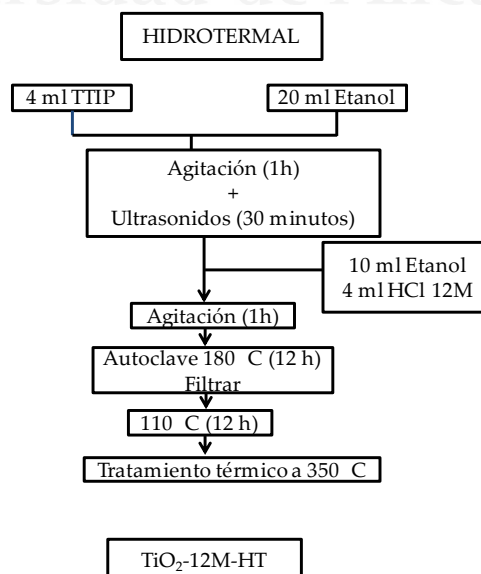 HIDROTERMAL
4 ml TTIP
20 ml Etanol
Agitación (1h)
+
Ultrasonidos (30 minutos)
10 ml Etanol
4 ml HCl 12M
Agitación (1h)
Autoclave 180 C (12 h)
Filtrar
110 C (12 h)
Tratamiento térmico a 350 C
TiO₂-12M-HT